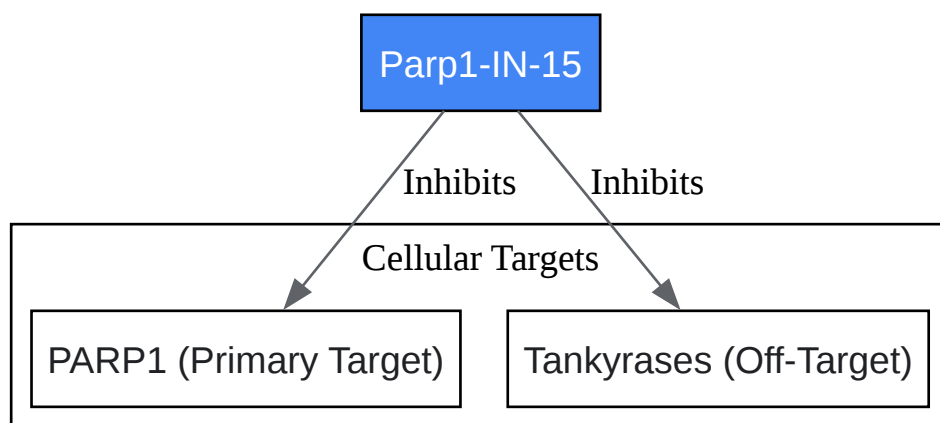 Parp1-IN-15
Inhibits
Inhibits
Cellular Targets
PARP1 (Primary Target)
Tankyrases (Off-Target)